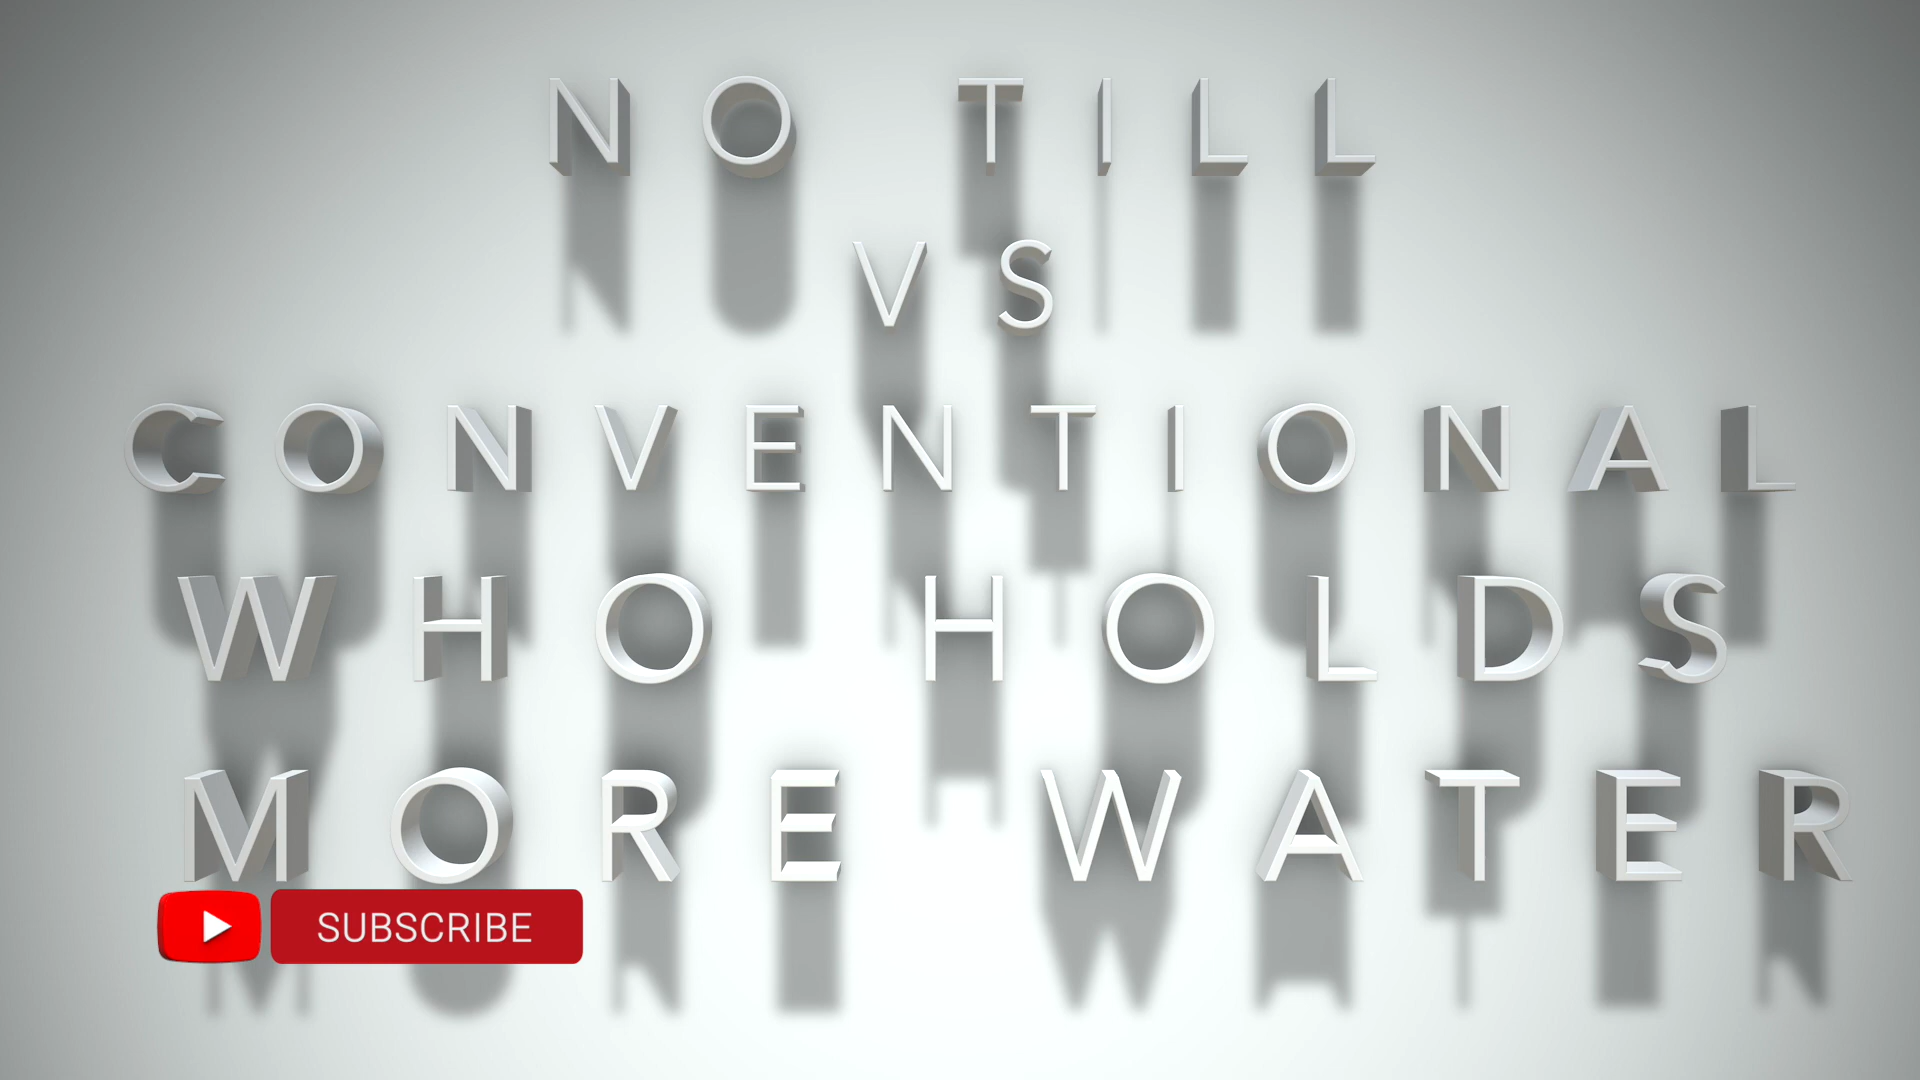 NO TILL
VS
CONVENTIONAL
WHO HOLDS
MORE WATER
SUBSCRIBE